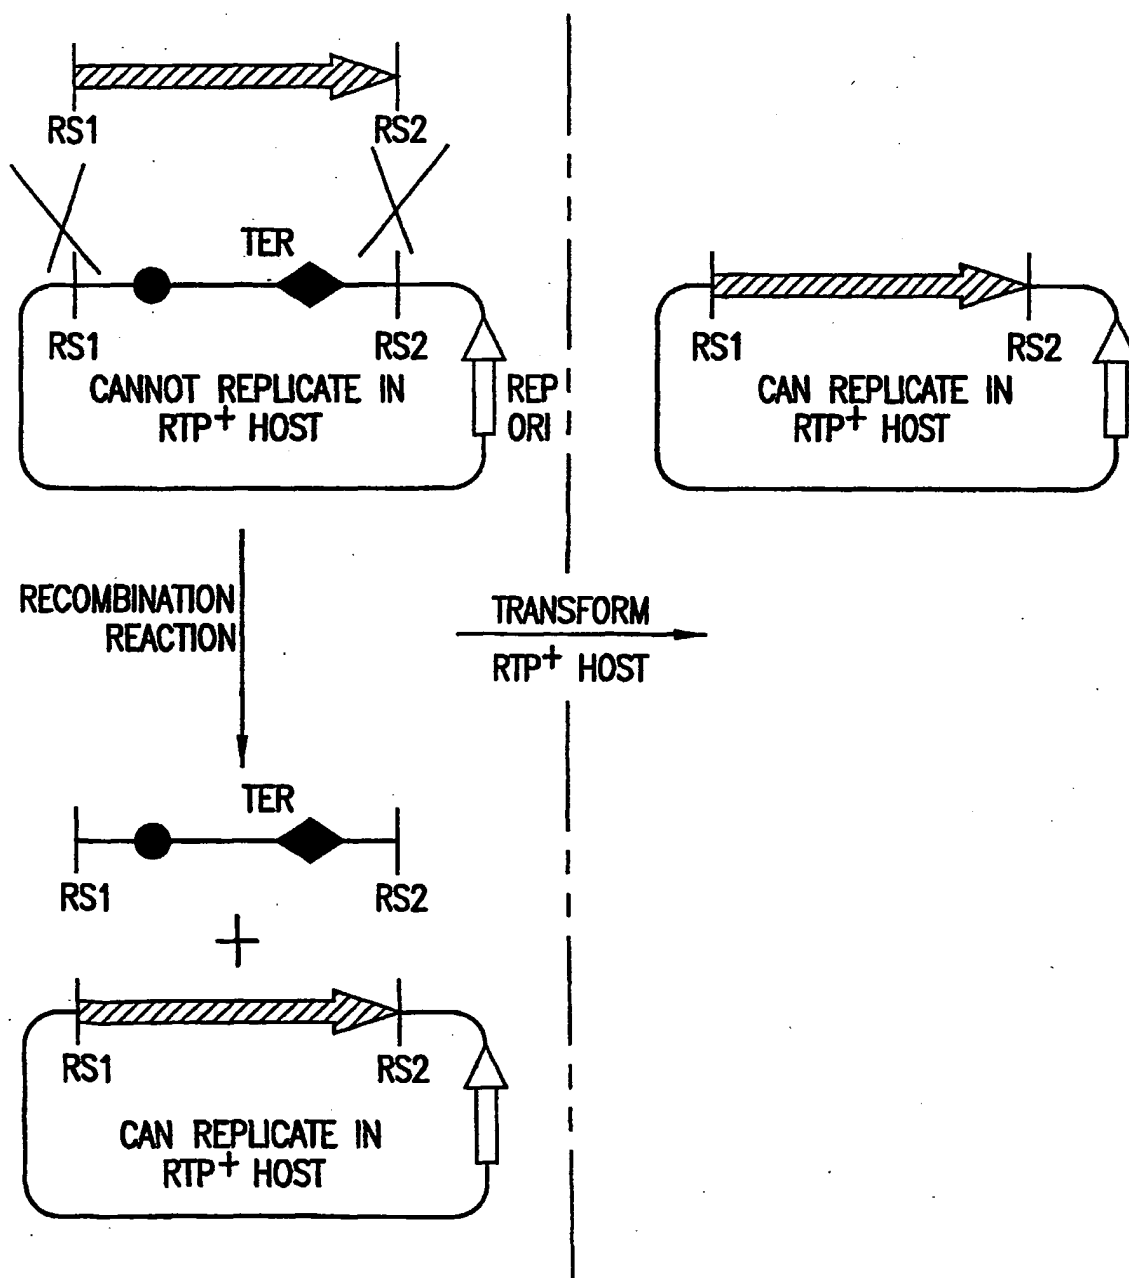 RS1 RS2
TER
RS1 RS2
CANNOT REPLICATE IN
RTP+ HOST
REP
ORI
RS1 RS2
CAN REPLICATE IN
RTP+ HOST
RECOMBINATION
REACTION
TRANSFORM
RTP+ HOST
TER
RS1 RS2
+
RS1 RS2
CAN REPLICATE IN
RTP+ HOST